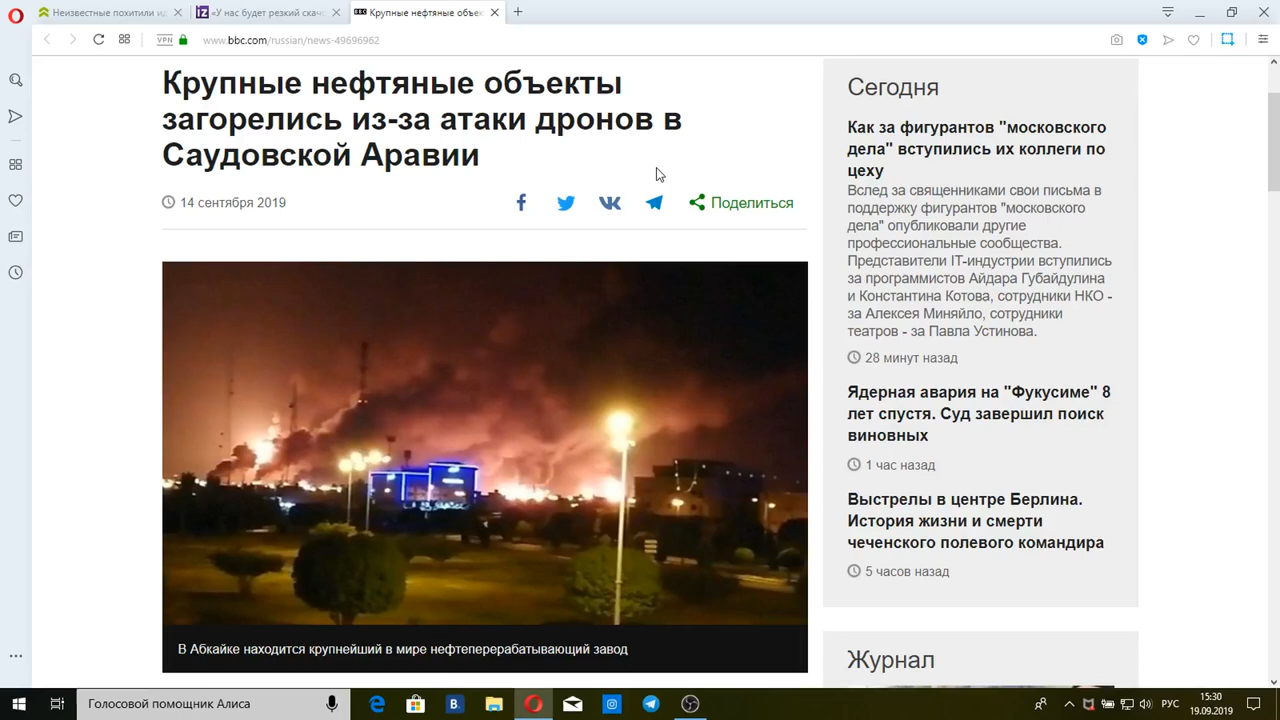 Неизвестные похитили ид
«У нас будет резкий скач
BBC Крупные нефтяные объек
VPN
www.bbc.com/russian/news-49696962
Крупные нефтяные объекты
загорелись из-за атаки дронов в
Саудовской Аравии
14 сентября 2019
Поделиться
В Абкайке находится крупнейший в мире нефтеперерабатывающий завод
Сегодня
Как за фигурантов "московского
дела" вступились их коллеги по
цеху
Вслед за священниками свои письма в
поддержку фигурантов "московского
дела" опубликовали другие
профессиональные сообщества.
Представители IT-индустрии вступились
за программистов Айдара Губайдулина
и Константина Котова, сотрудники НКО -
за Алексея Миняйло, сотрудники
театров - за Павла Устинова.
28 минут назад
Ядерная авария на "Фукусиме" 8
лет спустя. Суд завершил поиск
виновных
1 час назад
Выстрелы в центре Берлина.
История жизни и смерти
чеченского полевого командира
5 часов назад
Журнал
Голосовой помощник Алиса
РУС
15:30
19.09.2019